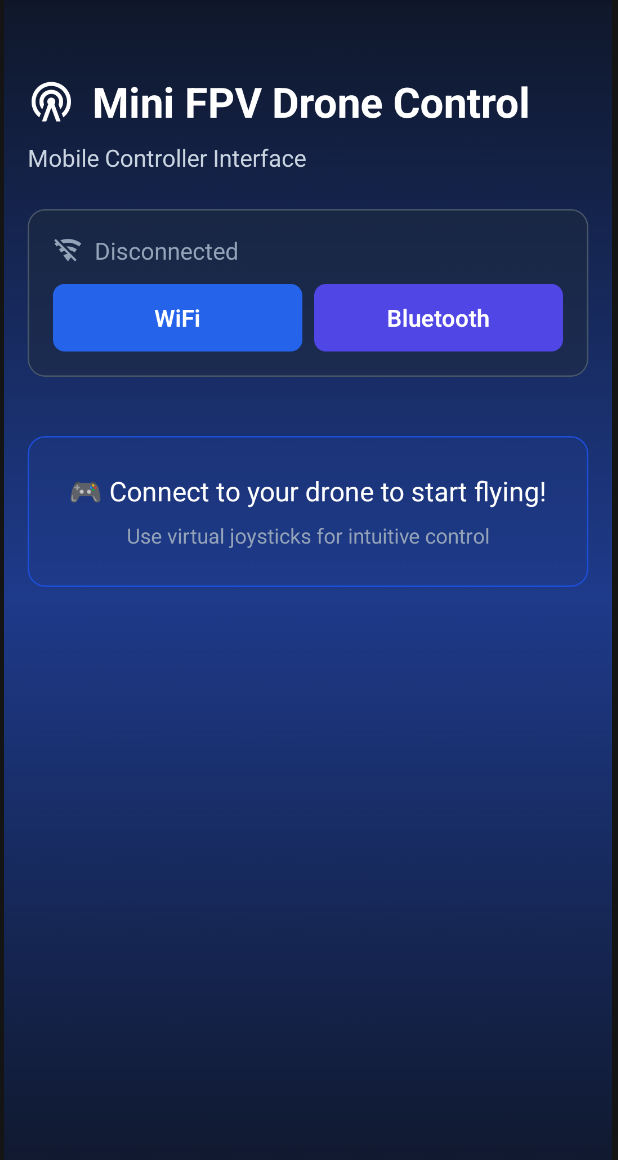 Mini FPV Drone Control
Mobile Controller Interface
Disconnected
WiFi
Bluetooth
🎮 Connect to your drone to start flying!
Use virtual joysticks for intuitive control